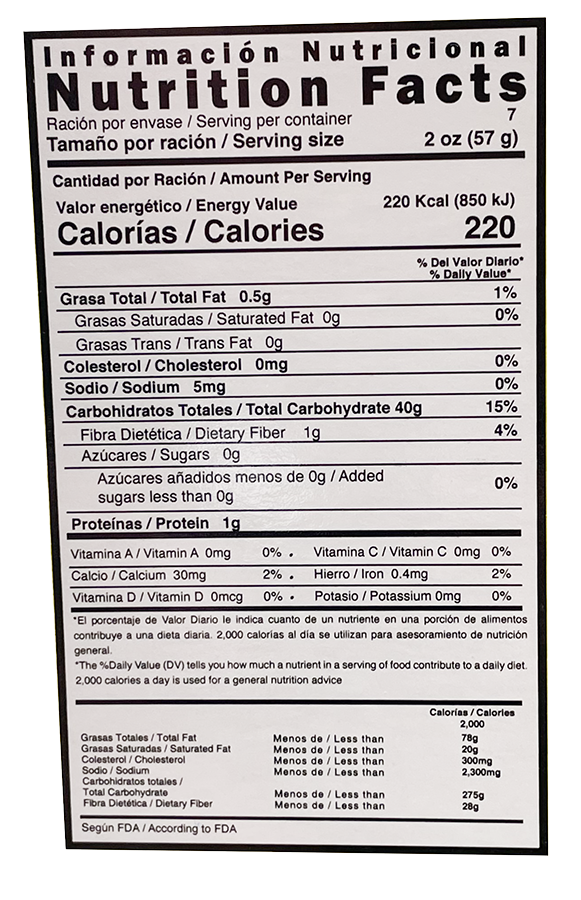 Información Nutricional
Nutrition Facts
Ración por envase / Serving per container 7
Tamaño por ración / Serving size 2 oz (57 g)
Cantidad por Ración / Amount Per Serving
Valor energético / Energy Value 220 Kcal (850 kJ)
Calorías / Calories 220
% Del Valor Diario*
% Daily Value*
Grasa Total / Total Fat 0.5g 1%
Grasas Saturadas / Saturated Fat 0g 0%
Grasas Trans / Trans Fat 0g
Colesterol / Cholesterol 0mg 0%
Sodio / Sodium 5mg 0%
Carbohidratos Totales / Total Carbohydrate 40g 15%
Fibra Dietética / Dietary Fiber 1g 4%
Azúcares / Sugars 0g
Azúcares añadidos menos de 0g / Added
sugars less than 0g 0%
Proteínas / Protein 1g
Vitamina A / Vitamin A 0mg 0% • Vitamina C / Vitamin C 0mg 0%
Calcio / Calcium 30mg 2% • Hierro / Iron 0.4mg 2%
Vitamina D / Vitamin D 0mcg 0% • Potasio / Potassium 0mg 0%
*El porcentaje de Valor Diario le indica cuanto de un nutriente en una porción de alimentos
contribuye a una dieta diaria. 2,000 calorías al día se utilizan para asesoramiento de nutrición
general.
*The %Daily Value (DV) tells you how much a nutrient in a serving of food contribute to a daily diet.
2,000 calories a day is used for a general nutrition advice
Calorías / Calories
2,000
Grasas Totales / Total Fat Menos de / Less than 78g
Grasas Saturadas / Saturated Fat Menos de / Less than 20g
Colesterol / Cholesterol Menos de / Less than 300mg
Sodio / Sodium Menos de / Less than 2,300mg
Carbohidratos totales /
Total Carbohydrate Menos de / Less than 275g
Fibra Dietética / Dietary Fiber Menos de / Less than 28g
Según FDA / According to FDA